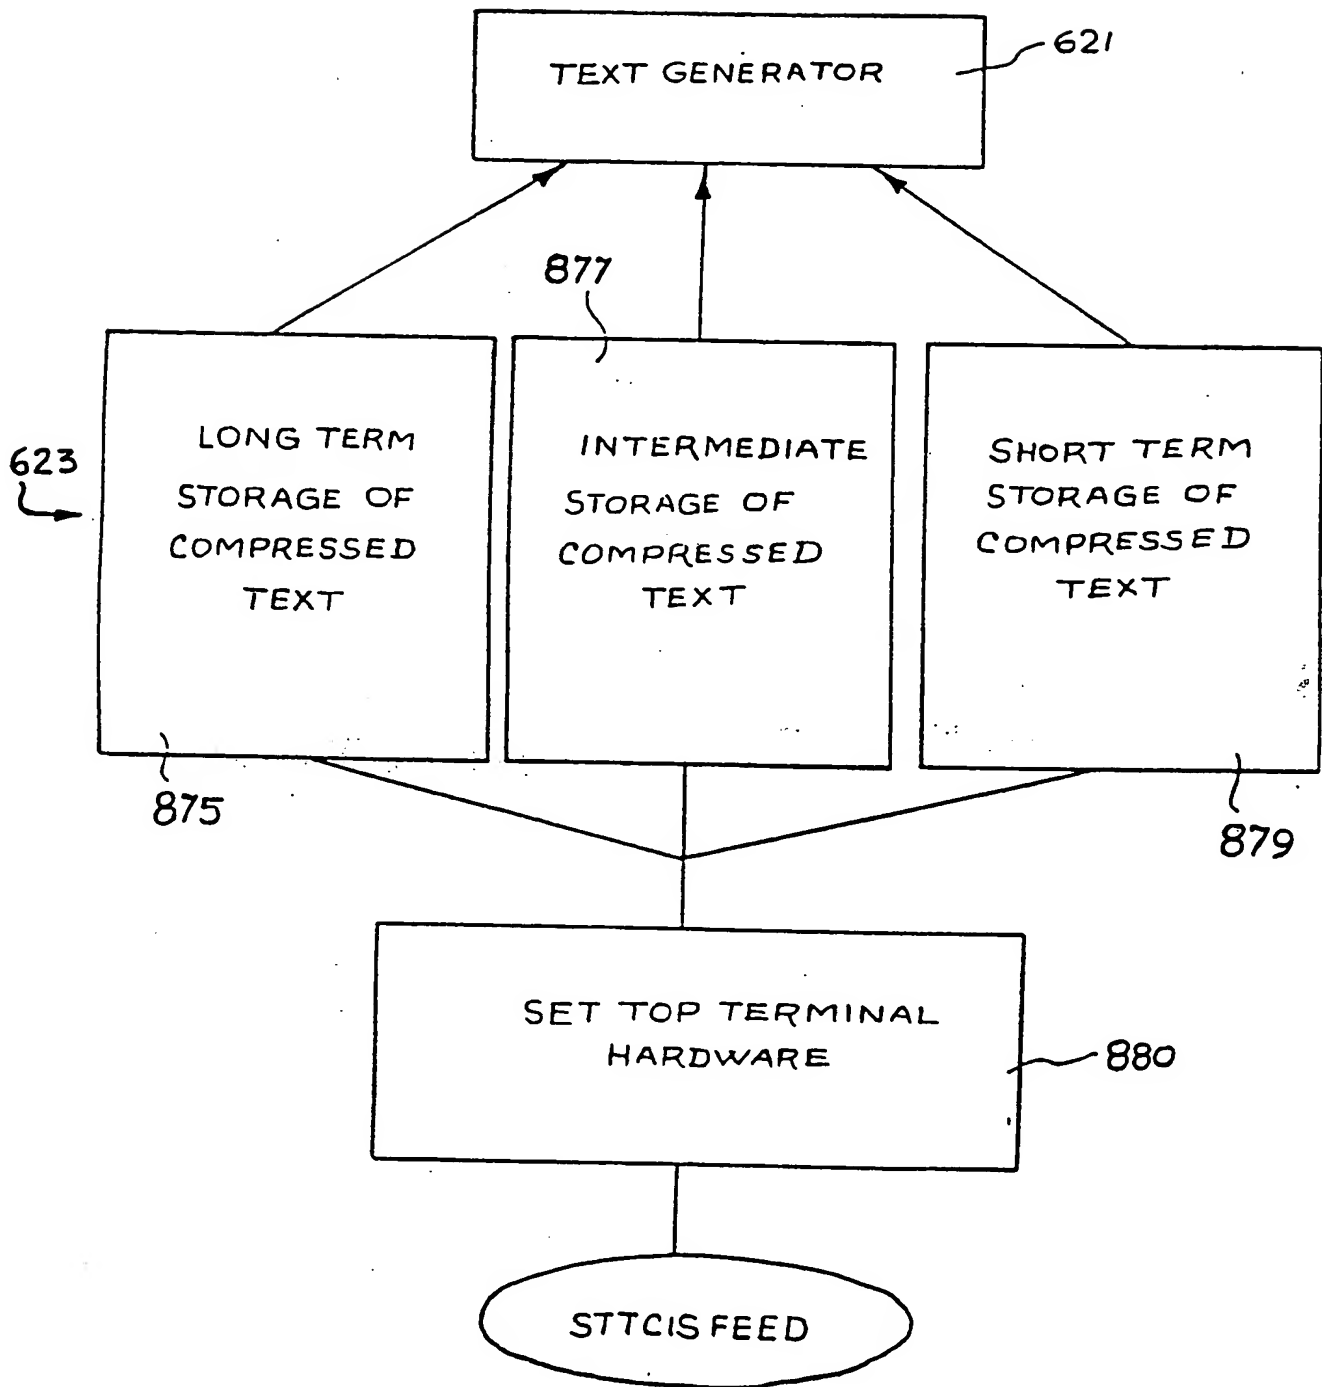 TEXT GENERATOR
621
877
623
LONG TERM
STORAGE OF
COMPRESSED
TEXT
INTERMEDIATE
STORAGE OF
COMPRESSED
TEXT
SHORT TERM
STORAGE OF
COMPRESSED
TEXT
875
879
SET TOP TERMINAL
HARDWARE
880
STTCIS FEED